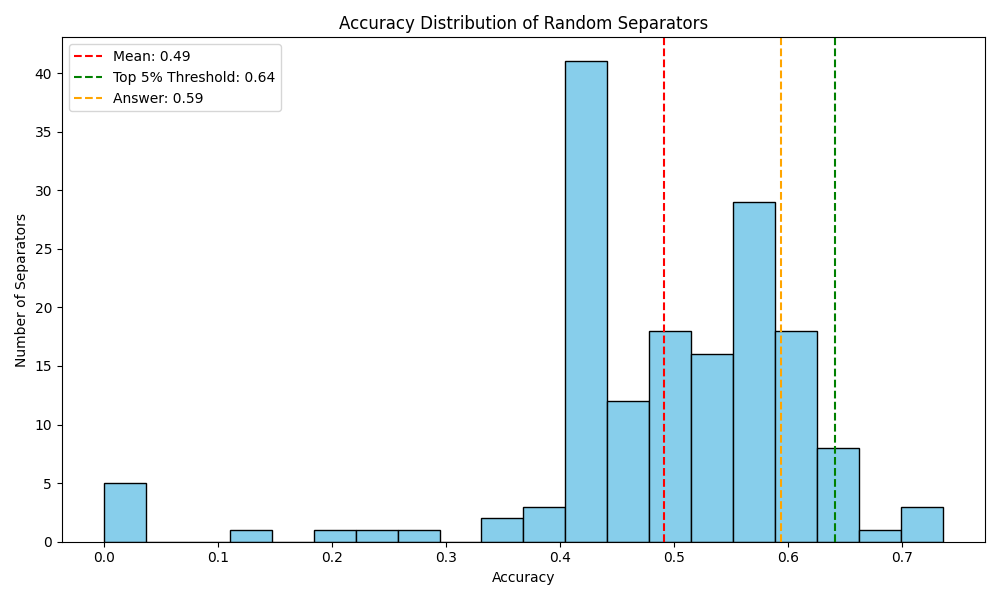 Accuracy Distribution of Random Separators
Mean: 0.49
Top 5% Threshold: 0.64
Answer: 0.59
Number of Separators
40
35
30
25
20
15
10
5
0
0.0 0.1 0.2 0.3 0.4 0.5 0.6 0.7
Accuracy